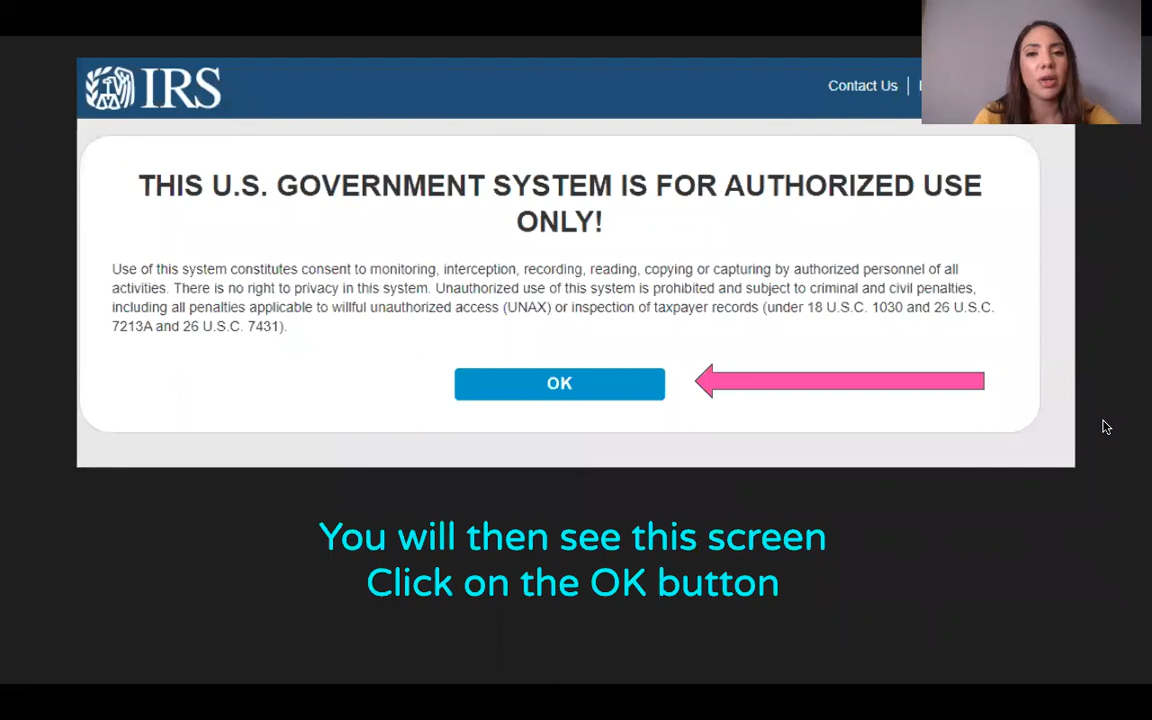 IRS
Contact Us
THIS U.S. GOVERNMENT SYSTEM IS FOR AUTHORIZED USE
ONLY!
Use of this system constitutes consent to monitoring, interception, recording, reading, copying or capturing by authorized personnel of all
activities. There is no right to privacy in this system. Unauthorized use of this system is prohibited and subject to criminal and civil penalties,
including all penalties applicable to willful unauthorized access (UNAX) or inspection of taxpayer records (under 18 U.S.C. 1030 and 26 U.S.C.
7213A and 26 U.S.C. 7431).
OK
You will then see this screen
Click on the OK button